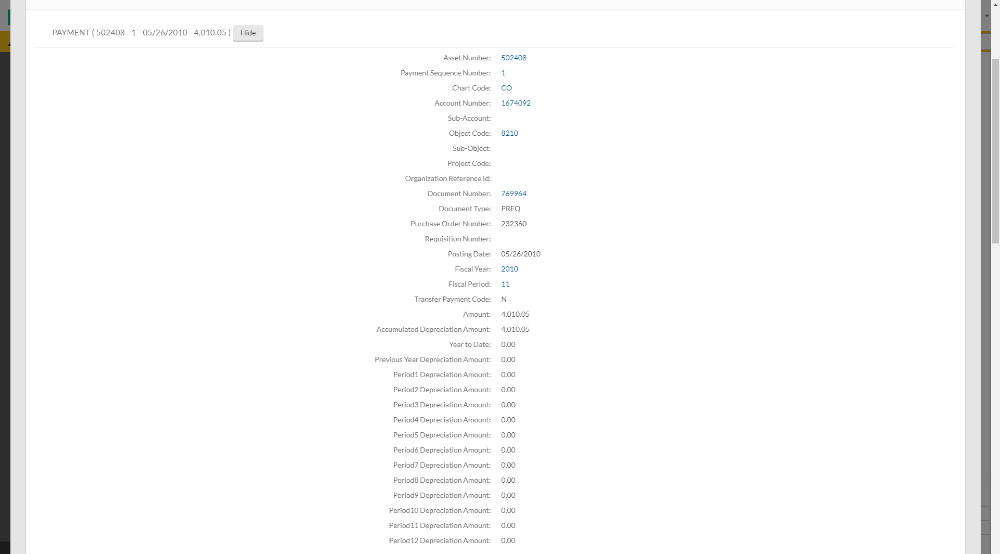 PAYMENT ( 502408 - 1 - 05/26/2010 - 4,010.05 ) Hide
Asset Number: 502408
Payment Sequence Number: 1
Chart Code: CO
Account Number: 1674092
Sub-Account:
Object Code: 8210
Sub-Object:
Project Code:
Organization Reference Id:
Document Number: 769964
Document Type: PREQ
Purchase Order Number: 232360
Requisition Number:
Posting Date: 05/26/2010
Fiscal Year: 2010
Fiscal Period: 11
Transfer Payment Code: N
Amount: 4,010.05
Accumulated Depreciation Amount: 4,010.05
Year to Date: 0.00
Previous Year Depreciation Amount: 0.00
Period1 Depreciation Amount: 0.00
Period2 Depreciation Amount: 0.00
Period3 Depreciation Amount: 0.00
Period4 Depreciation Amount: 0.00
Period5 Depreciation Amount: 0.00
Period6 Depreciation Amount: 0.00
Period7 Depreciation Amount: 0.00
Period8 Depreciation Amount: 0.00
Period9 Depreciation Amount: 0.00
Period10 Depreciation Amount: 0.00
Period11 Depreciation Amount: 0.00
Period12 Depreciation Amount: 0.00